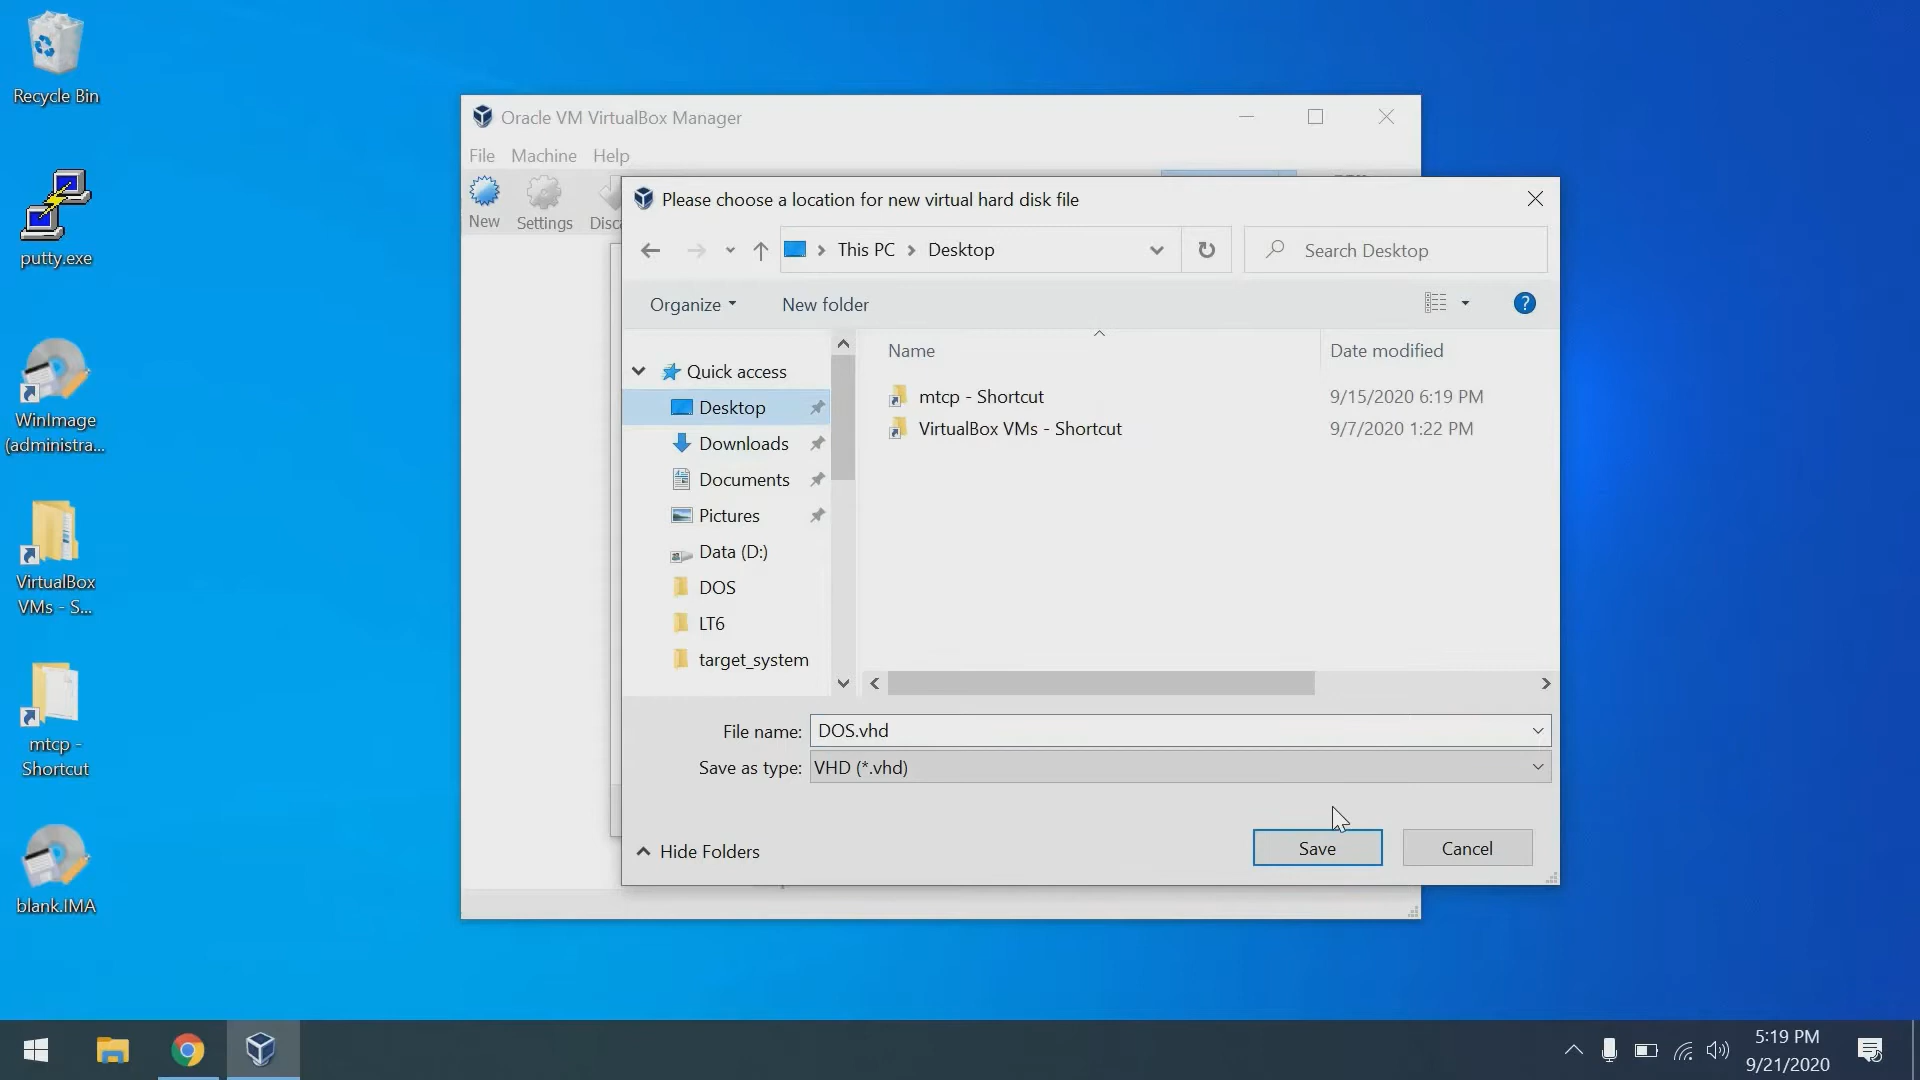 Recycle Bin
putty.exe
WinImage
(administra...
VirtualBox
VMs - S...
mtcp -
Shortcut
blank.IMA
Oracle VM VirtualBox Manager
File Machine Help
New Settings
Please choose a location for new virtual hard disk file
This PC Desktop
Search Desktop
Organize New folder
?
Name Date modified
Quick access
Desktop
Downloads
Documents
Pictures
Data (D:)
DOS
LT6
target_system
mtcp - Shortcut 9/15/2020 6:19 PM
VirtualBox VMs - Shortcut 9/7/2020 1:22 PM
File name: DOS.vhd
Save as type: VHD (*.vhd)
Hide Folders
Save Cancel
5:19 PM
9/21/2020